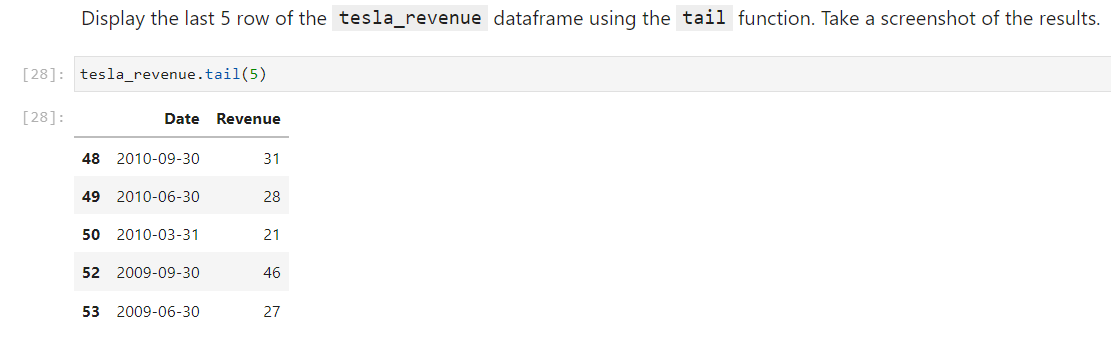 Display the last 5 row of the tesla_revenue dataframe using the tail function. Take a screenshot of the results.
[28]: tesla_revenue.tail(5)
[28]: Date Revenue
48 2010-09-30 31
49 2010-06-30 28
50 2010-03-31 21
52 2009-09-30 46
53 2009-06-30 27